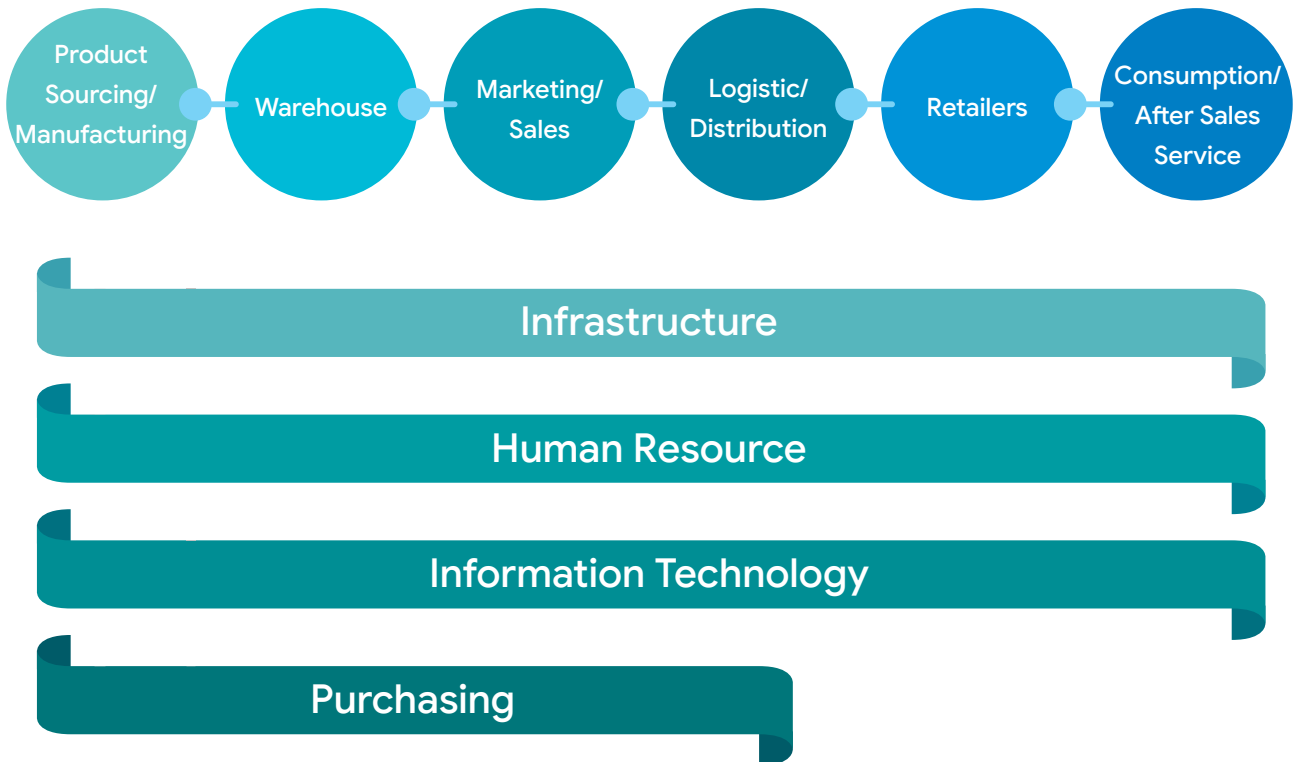 Product
Sourcing/
Manufacturing
Warehouse
Marketing/
Sales
Logistic/
Distribution
Retailers
Consumption/
After Sales
Service
Infrastructure
Human Resource
Information Technology
Purchasing